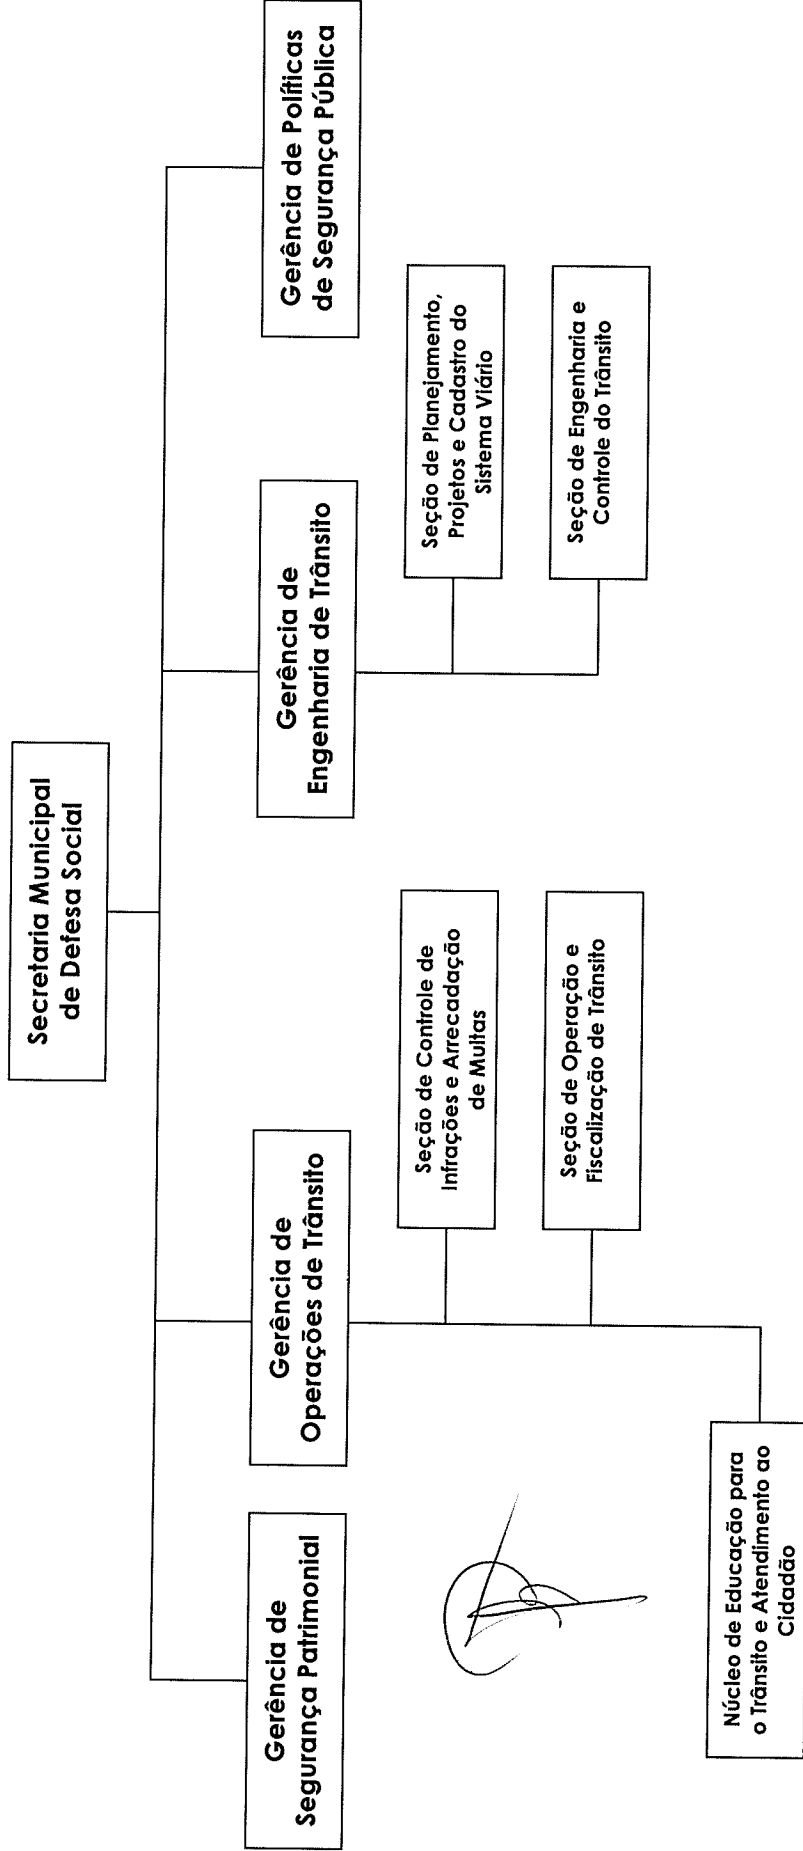 Secretaria Municipal
de Defesa Social
Gerência de
Segurança Patrimonial
Gerência de
Operações de Trânsito
Gerência de
Engenharia de Trânsito
Gerência de Políticas
de Segurança Pública
Seção de Controle de
Infrações e Arrecadação
de Multas
Seção de Operação e
Fiscalização de Trânsito
Núcleo de Educação para
o Trânsito e Atendimento ao
Cidadão
Seção de Planejamento,
Projetos e Cadastro do
Sistema Viário
Seção de Engenharia e
Controle do Trânsito